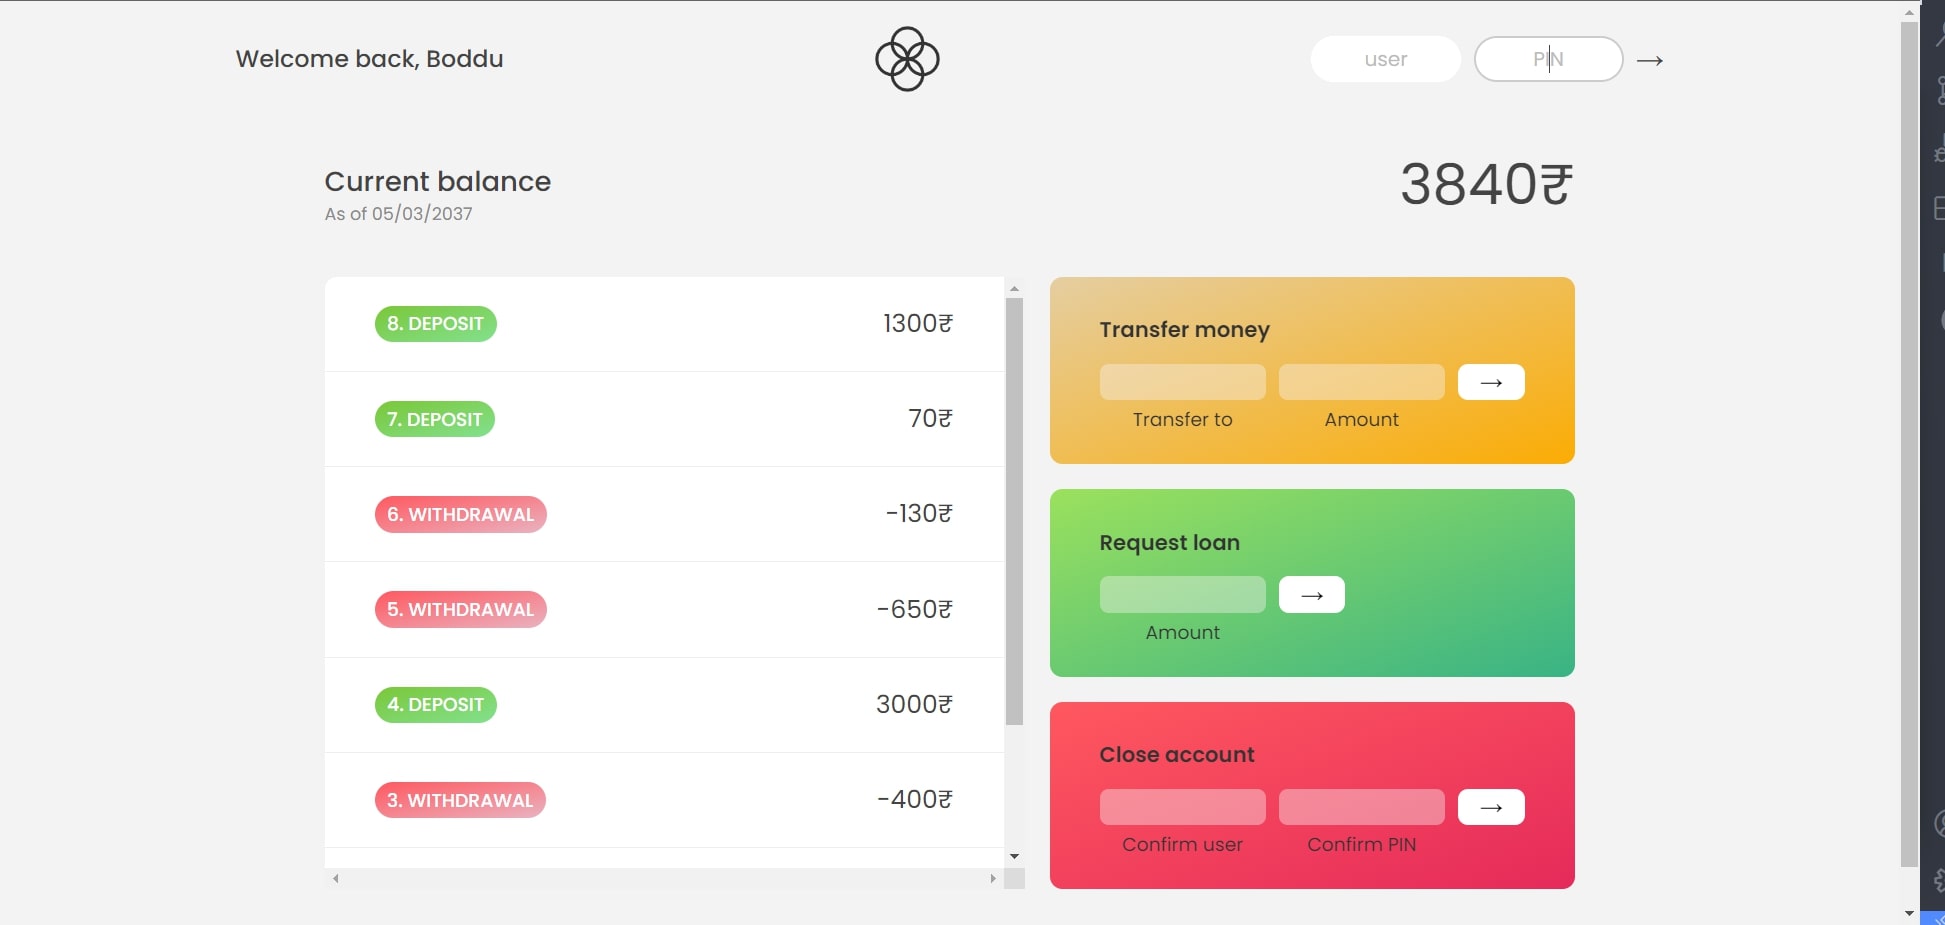 Welcome back, Boddu
user
PIN
→
Current balance
As of 05/03/2037
3840₹
8. DEPOSIT 1300₹
7. DEPOSIT 70₹
6. WITHDRAWAL -130₹
5. WITHDRAWAL -650₹
4. DEPOSIT 3000₹
3. WITHDRAWAL -400₹
Transfer money
→
Transfer to Amount
Request loan
→
Amount
Close account
→
Confirm user Confirm PIN